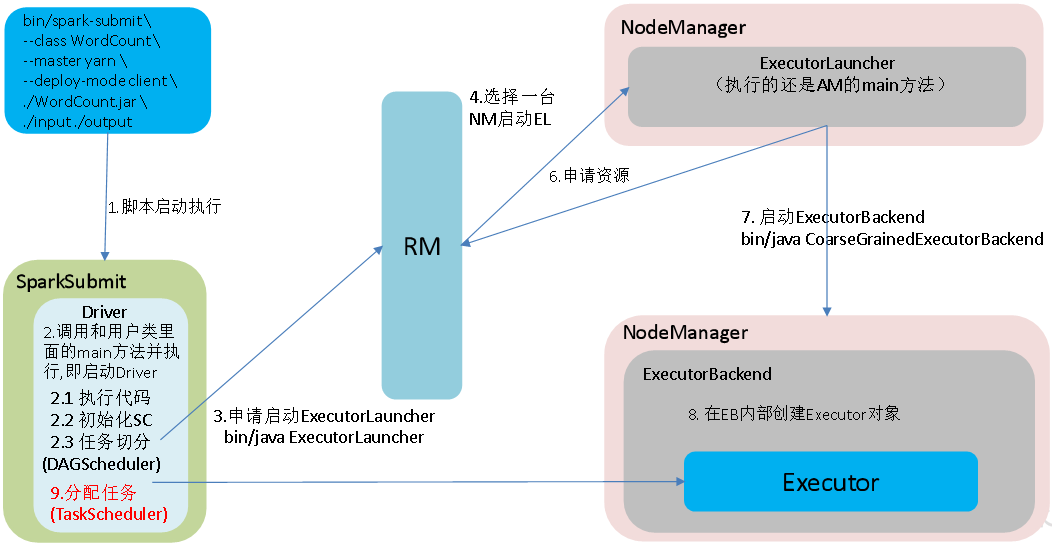 bin/spark-submit \
--class WordCount \
--master yarn \
--deploy-mode client \
./WordCount.jar \
./input ./output
1.脚本启动执行
SparkSubmit
Driver
2.调用和用户类里
面的main方法并执
行,即启动Driver
2.1 执行代码
2.2 初始化SC
2.3 任务切分
(DAGScheduler)
9.分配任务
(TaskScheduler)
3.申请启动ExecutorLauncher
bin/java ExecutorLauncher
RM
4.选择一台
NM启动EL
NodeManager
ExecutorLauncher
（执行的还是AM的main方法）
6.申请资源
7. 启动ExecutorBackend
bin/java CoarseGrainedExecutorBackend
NodeManager
ExecutorBackend
8. 在EB内部创建Executor对象
Executor